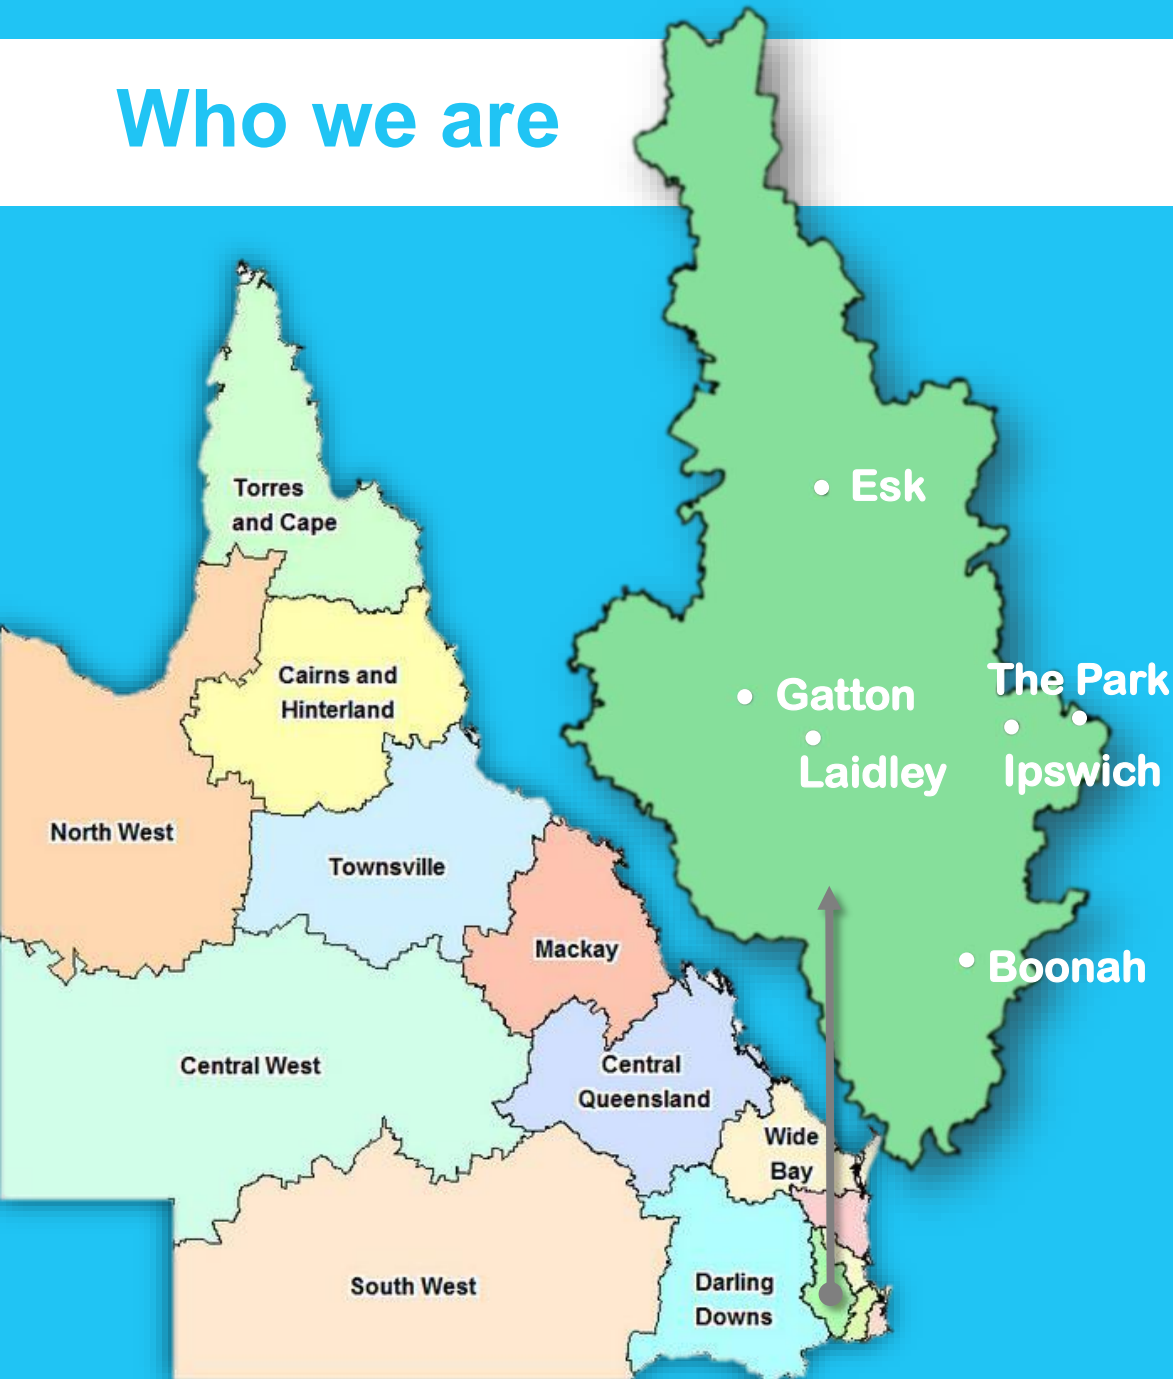 Who we are
Torres
and Cape
Cairns and
Hinterland
North West
Townsville
Mackay
Central West
Central
Queensland
Wide
Bay
South West
Darling
Downs
Esk
The Park
Gatton
Laidley
Ipswich
Boonah